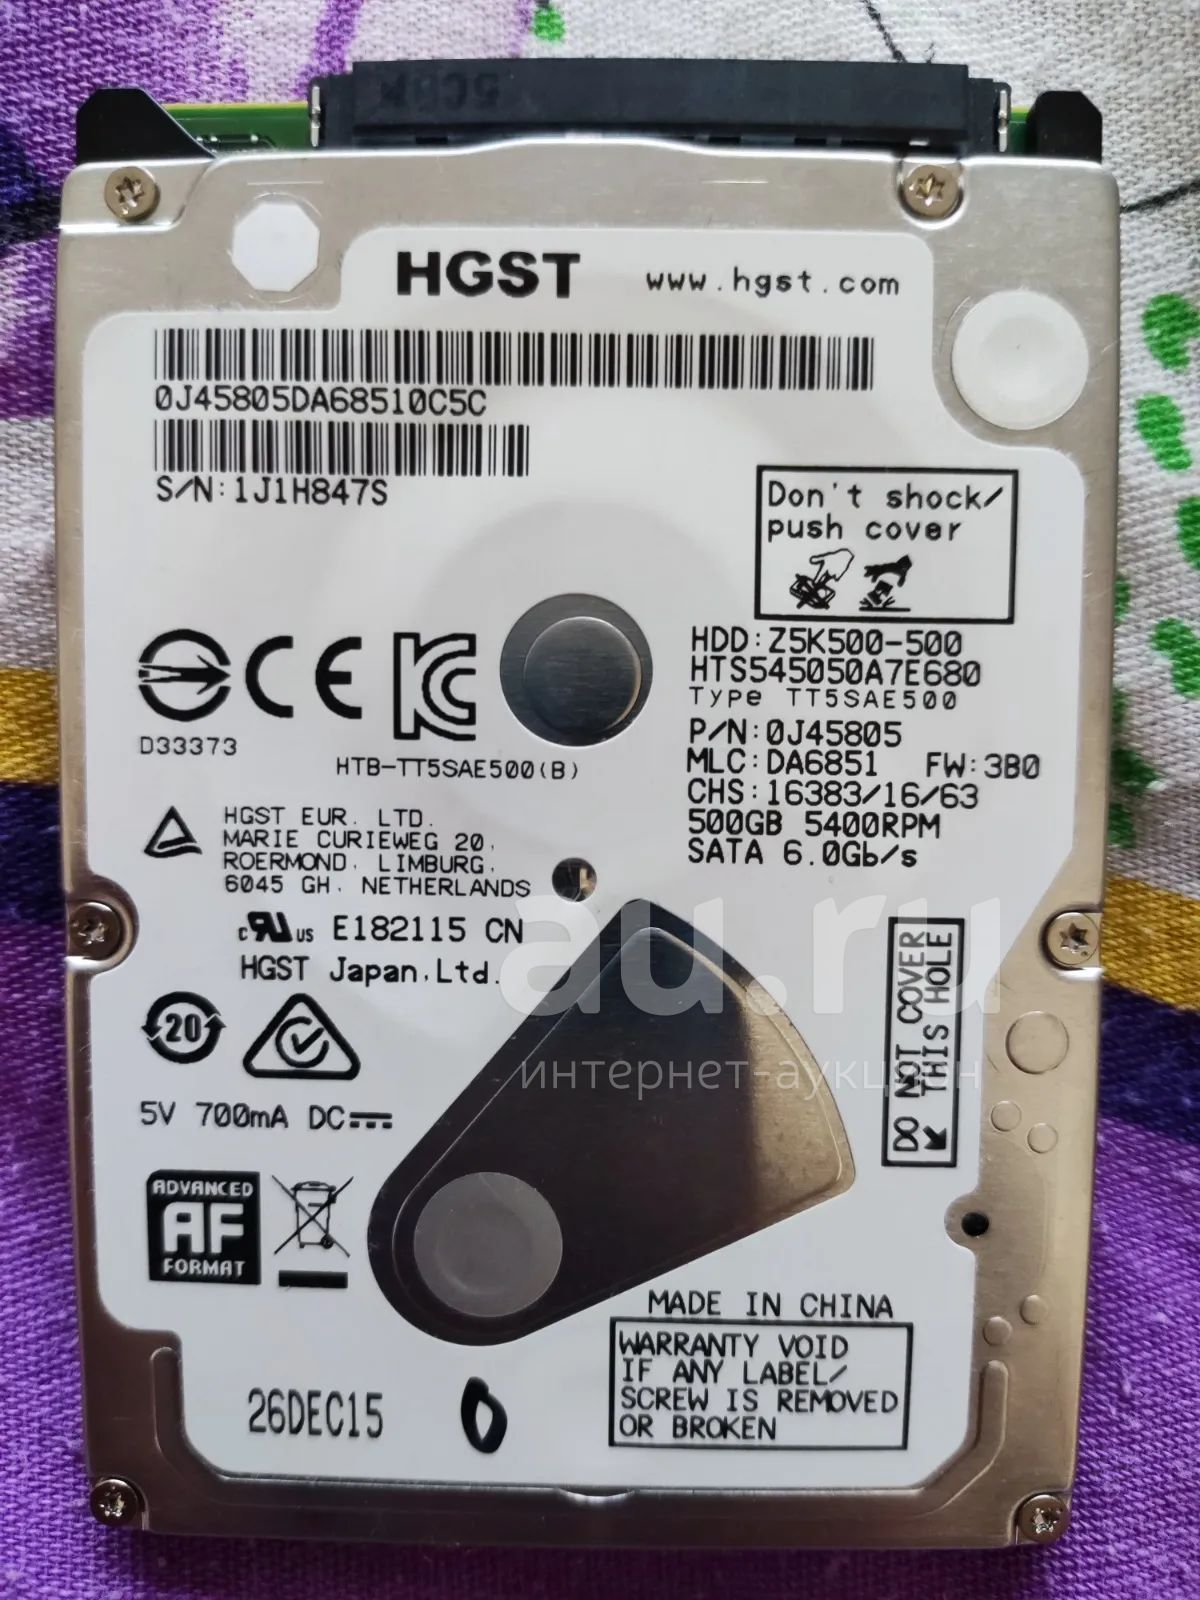 HGST www.hgst.com
0J45805DA68510C5C
S/N:1J1H847S
Don't shock/
push cover
HDD:Z5K500-500
HTS545050A7E680
Type TT5SAE500
P/N:0J45805
MLC:DA6851 FW:3B0
CHS:16383/16/63
500GB 5400RPM
SATA 6.0Gb/s
CE
D33373
HTB-TT5SAE500(B)
HGST EUR. LTD.
MARIE CURIEWEG 20,
ROERMOND, LIMBURG,
6045 GH. NETHERLANDS
c RU US E182115 CN
HGST Japan,Ltd.
au.ru
интернет-аукцион
DO NOT COVER
THIS HOLE
20
5V 700mA DC
ADVANCED
AF
FORMAT
MADE IN CHINA
WARRANTY VOID
IF ANY LABEL/
SCREW IS REMOVED
OR BROKEN
26DEC15
0